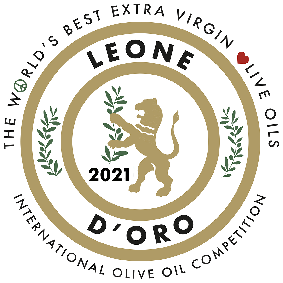 THE WORLD'S BEST EXTRA VIRGIN OLIVE OILS
LEONE
2021
D'ORO
INTERNATIONAL OLIVE OIL COMPETITION